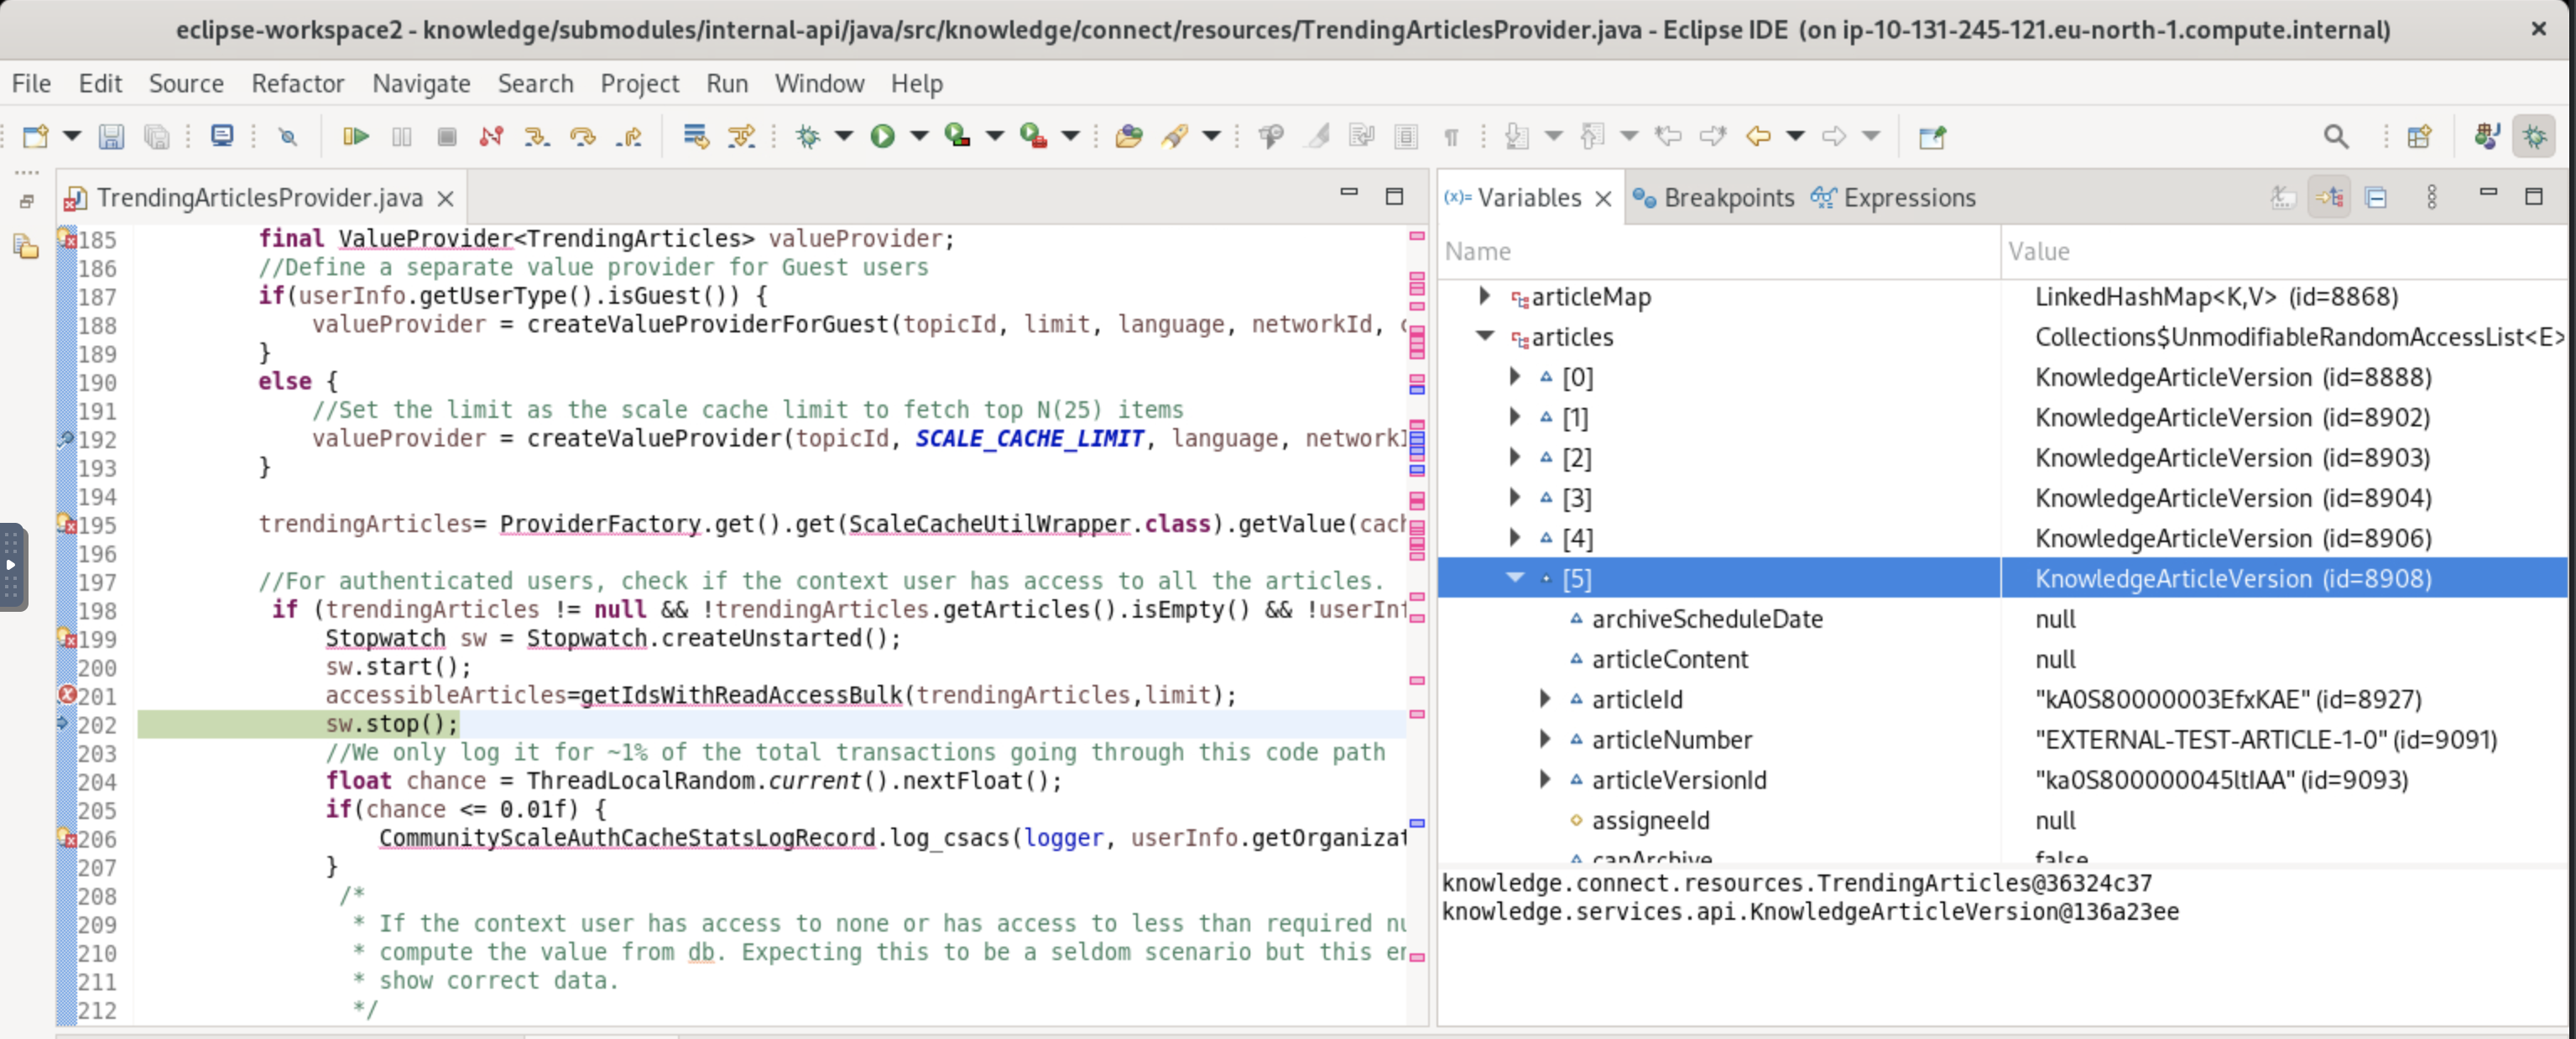 eclipse-workspace2 - knowledge/submodules/internal-api/java/src/knowledge/connect/resources/TrendingArticlesProvider.java - Eclipse IDE (on ip-10-131-245-121.eu-north-1.compute.internal)
File Edit Source Refactor Navigate Search Project Run Window Help
TrendingArticlesProvider.java
185 final ValueProvider<TrendingArticles> valueProvider;
186 //Define a separate value provider for Guest users
187 if(userInfo.getUserType().isGuest()) {
188 valueProvider = createValueProviderForGuest(topicId, limit, language, networkId,
189 }
190 else {
191 //Set the limit as the scale cache limit to fetch top N(25) items
192 valueProvider = createValueProvider(topicId, SCALE_CACHE_LIMIT, language, networkI
193 }
194
195 trendingArticles= ProviderFactory.get().get(ScaleCacheUtilWrapper.class).getValue(cach
196
197 //For authenticated users, check if the context user has access to all the articles.
198 if (trendingArticles != null && !trendingArticles.getArticles().isEmpty() && !userInf
199 Stopwatch sw = Stopwatch.createUnstarted();
200 sw.start();
201 accessibleArticles=getIdsWithReadAccessBulk(trendingArticles,limit);
202 sw.stop();
203 //We only log it for ~1% of the total transactions going through this code path
204 float chance = ThreadLocalRandom.current().nextFloat();
205 if(chance <= 0.01f) {
206 CommunityScaleAuthCacheStatsLogRecord.log_csacs(logger, userInfo.getOrganizat
207 }
208 /*
209 * If the context user has access to none or has access to less than required nu
210 * compute the value from db. Expecting this to be a seldom scenario but this en
211 * show correct data.
212 */
(x)= Variables Breakpoints Expressions
Name Value
articleMap LinkedHashMap<K,V> (id=8868)
articles Collections$UnmodifiableRandomAccessList<E>
[0] KnowledgeArticleVersion (id=8888)
[1] KnowledgeArticleVersion (id=8902)
[2] KnowledgeArticleVersion (id=8903)
[3] KnowledgeArticleVersion (id=8904)
[4] KnowledgeArticleVersion (id=8906)
[5] KnowledgeArticleVersion (id=8908)
archiveScheduleDate null
articleContent null
articleId "kA0S80000003EfxKAE" (id=8927)
articleNumber "EXTERNAL-TEST-ARTICLE-1-0" (id=9091)
articleVersionId "ka0S800000045ltIAA" (id=9093)
assigneeId null
canArchive false
knowledge.connect.resources.TrendingArticles@36324c37
knowledge.services.api.KnowledgeArticleVersion@136a23ee